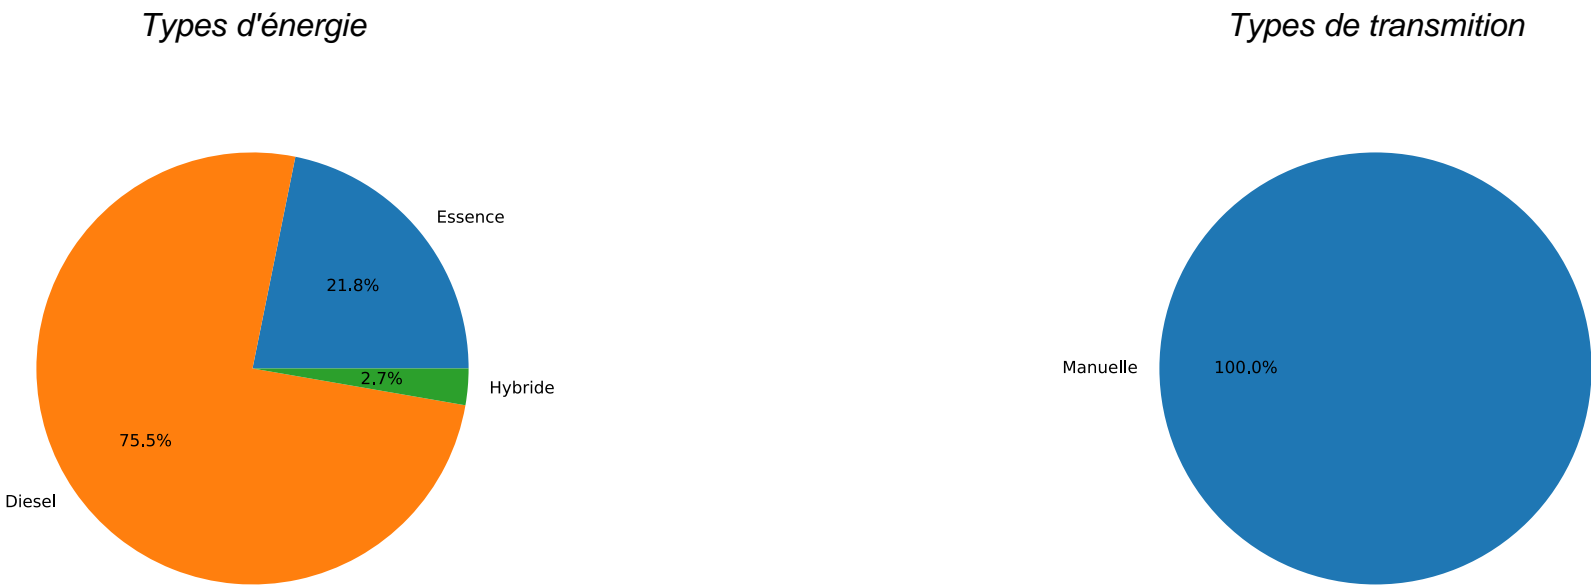 Types d'énergie
Types de transmition
Essence
21.8%
Manuelle
100.0%
2.7%
Hybride
75.5%
Diesel